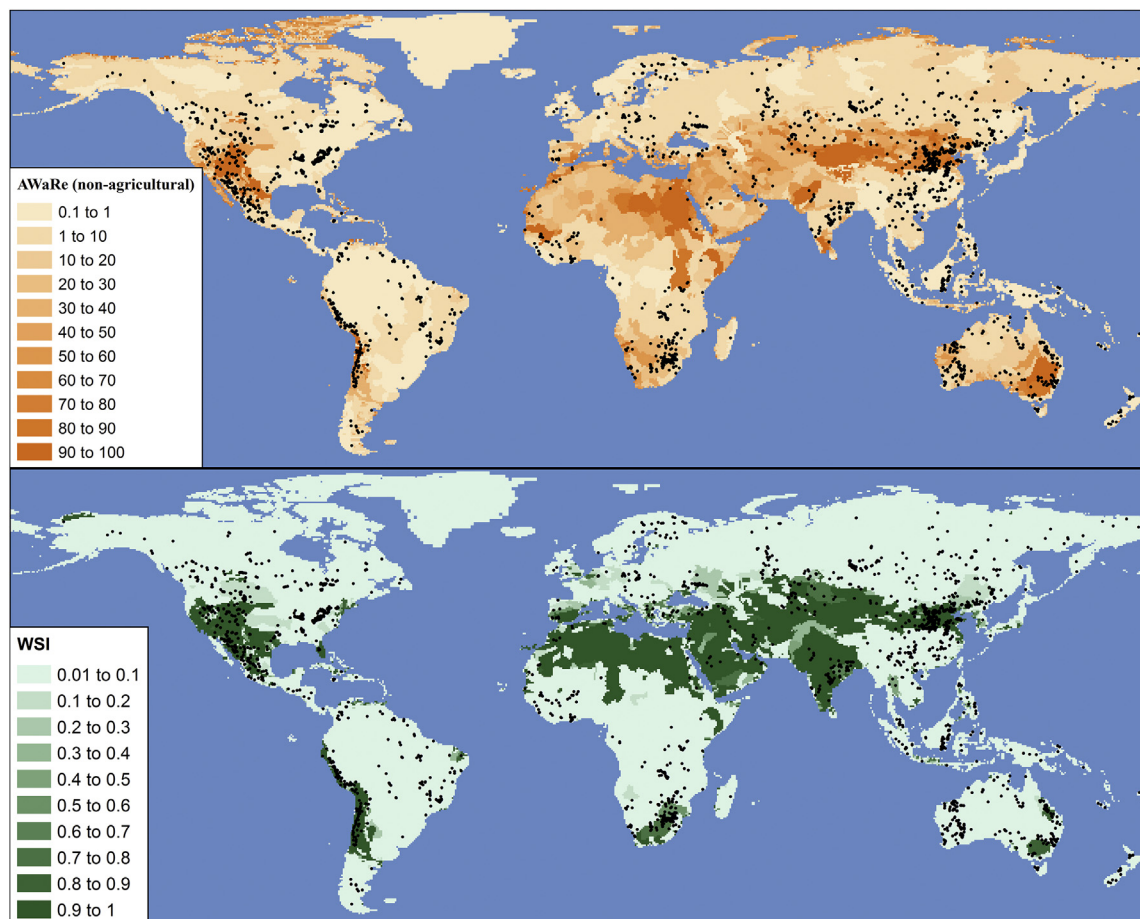 AWaRe (non-agricultural)
0.1 to 1
1 to 10
10 to 20
20 to 30
30 to 40
40 to 50
50 to 60
60 to 70
70 to 80
80 to 90
90 to 100
WSI
0.01 to 0.1
0.1 to 0.2
0.2 to 0.3
0.3 to 0.4
0.4 to 0.5
0.5 to 0.6
0.6 to 0.7
0.7 to 0.8
0.8 to 0.9
0.9 to 1